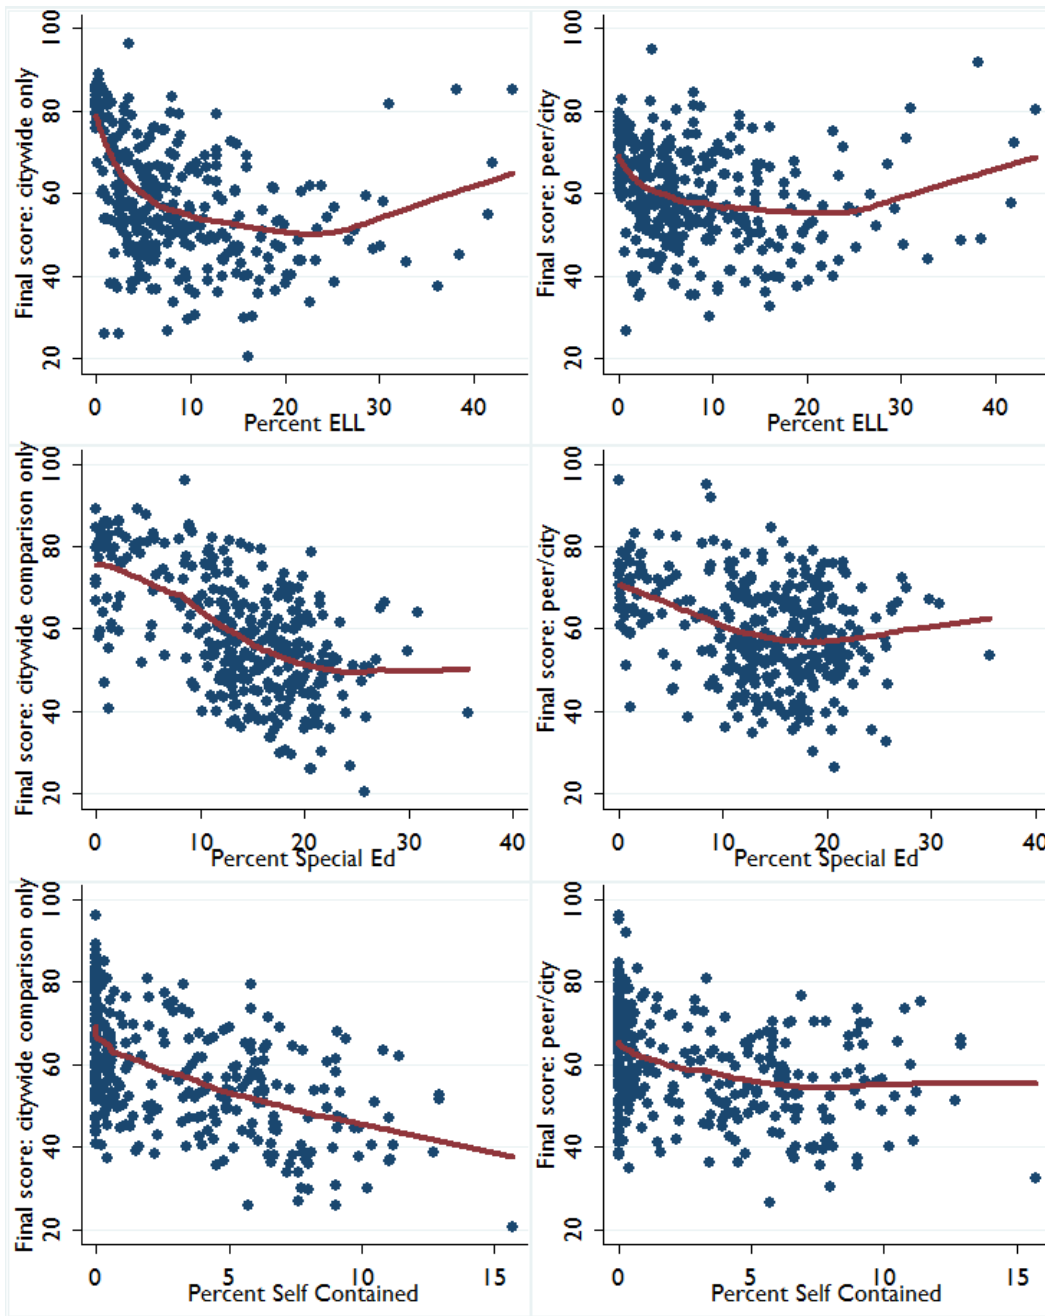 Final score: citywide only
100
80
60
40
20
0 10 20 30 40
Percent ELL
Final score: peer/city
100
80
60
40
20
0 10 20 30 40
Percent ELL
Final score: citywide comparison only
100
80
60
40
20
0 10 20 30 40
Percent Special Ed
Final score: peer/city
100
80
60
40
20
0 10 20 30 40
Percent Special Ed
Final score: citywide comparison only
100
80
60
40
20
0 5 10 15
Percent Self Contained
Final score: peer/city
100
80
60
40
20
0 5 10 15
Percent Self Contained